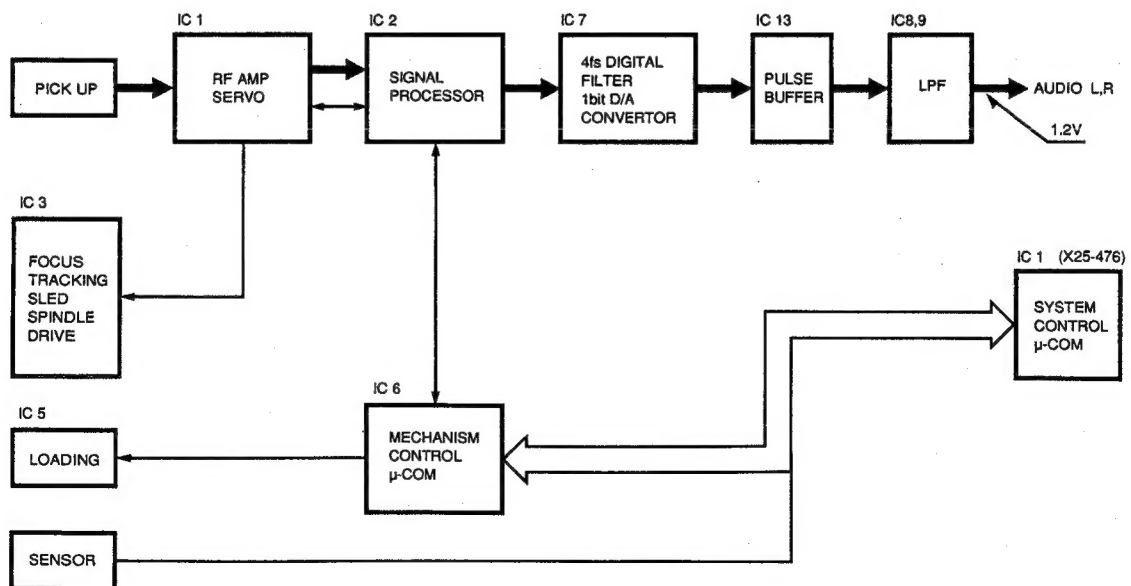 IC 1
IC 2
IC 7
IC 13
IC8,9
PICK UP
RF AMP
SERVO
SIGNAL
PROCESSOR
4fs DIGITAL
FILTER
1bit D/A
CONVERTOR
PULSE
BUFFER
LPF
AUDIO L,R
1.2V
IC 3
FOCUS
TRACKING
SLED
SPINDLE
DRIVE
IC 1 (X25-476)
SYSTEM
CONTROL
µ-COM
IC 6
MECHANISM
CONTROL
µ-COM
IC 5
LOADING
SENSOR